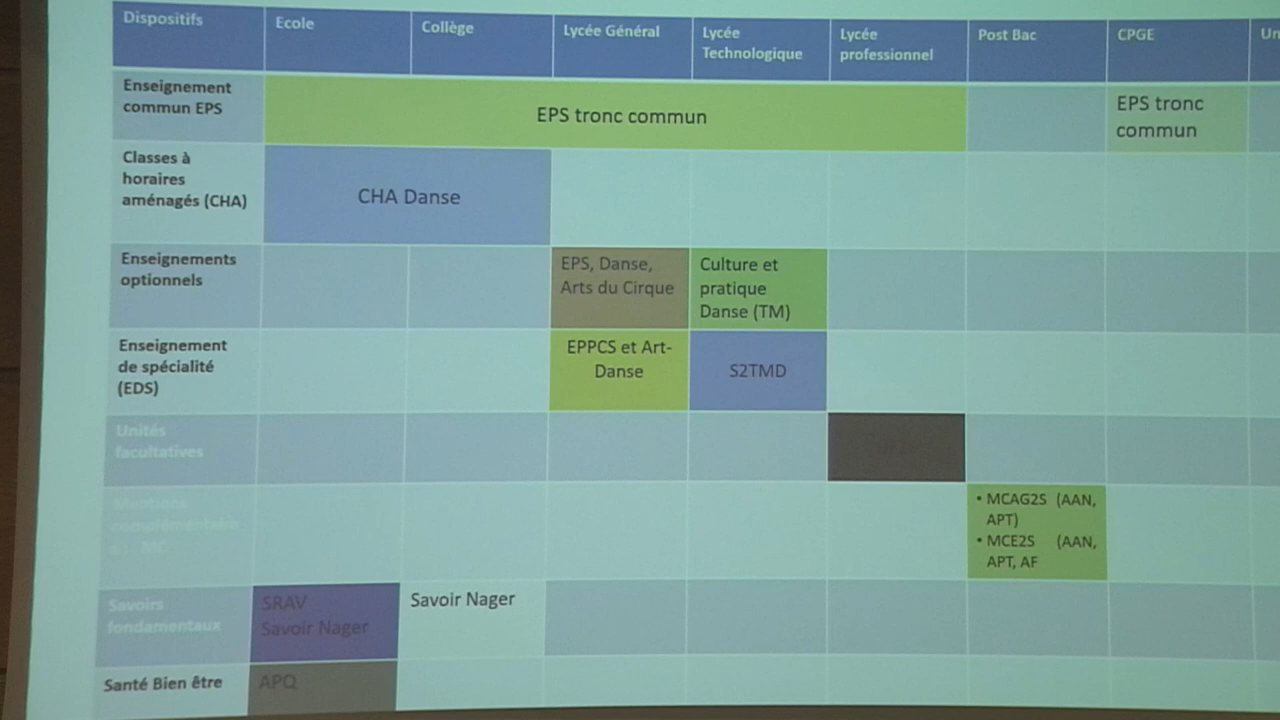 Dispositifs
Ecole
Collège
Lycée Général
Lycée
Technologique
Lycée
professionnel
Post Bac
CPGE
Un
Enseignement
commun EPS
EPS tronc commun
EPS tronc
commun
Classes à
horaires
aménagés (CHA)
CHA Danse
Enseignements
optionnels
EPS, Danse,
Arts du Cirque
Culture et
pratique
Danse (TM)
Enseignement
de spécialité
(EDS)
EPPCS et Art-
Danse
S2TMD
Unités
facultatives
Mentions
• MCAG2S (AAN,
APT)
• MCE2S (AAN,
APT, AF
Savoirs
fondamentaux
SRAV
Savoir Nager
Savoir Nager
Santé Bien être
APQ